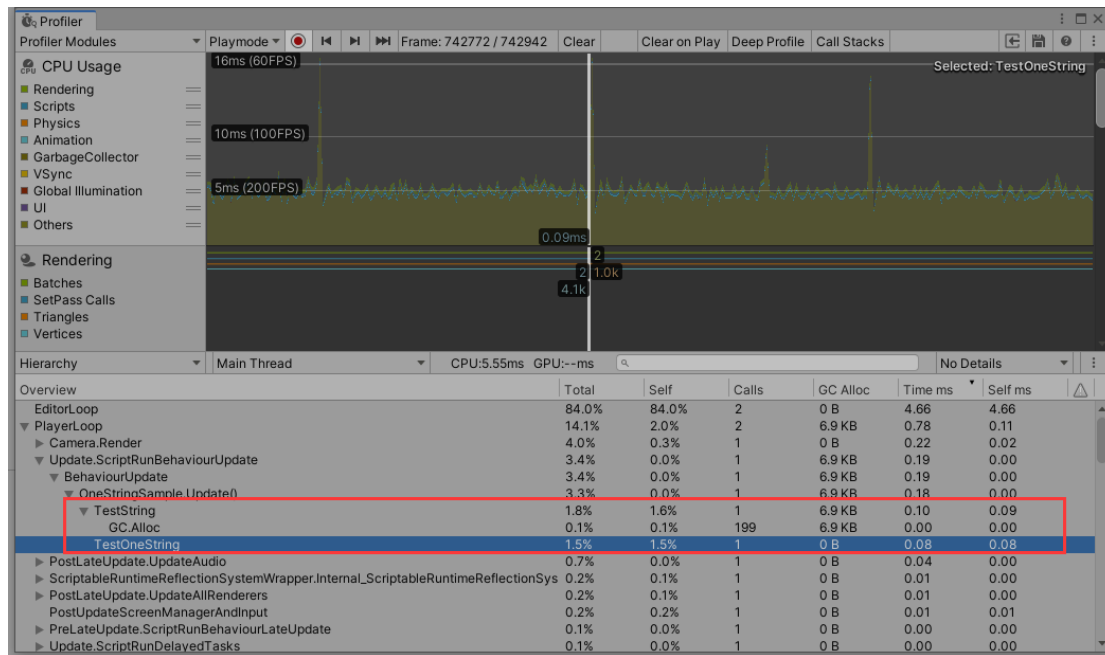 Profiler
Profiler Modules Playmode Frame: 742772 / 742942 Clear Clear on Play Deep Profile Call Stacks
CPU Usage
CPU
Rendering
Scripts
Physics
Animation
GarbageCollector
VSync
Global Illumination
UI
Others
16ms (60FPS)
Selected: TestOneString
10ms (100FPS)
5ms (200FPS)
0.09ms
2
2 1.0k
4.1k
Rendering
Batches
SetPass Calls
Triangles
Vertices
Hierarchy Main Thread CPU:5.55ms GPU:--ms No Details
Overview Total Self Calls GC Alloc Time ms Self ms
EditorLoop 84.0% 84.0% 2 0 B 4.66 4.66
PlayerLoop 14.1% 2.0% 2 6.9 KB 0.78 0.11
Camera.Render 4.0% 0.3% 1 0 B 0.22 0.02
Update.ScriptRunBehaviourUpdate 3.4% 0.0% 1 6.9 KB 0.19 0.00
BehaviourUpdate 3.4% 0.0% 1 6.9 KB 0.19 0.00
OneStringSample.Update() 3.3% 0.0% 1 6.9 KB 0.18 0.00
TestString 1.8% 1.6% 1 6.9 KB 0.10 0.09
GC.Alloc 0.1% 0.1% 199 6.9 KB 0.00 0.00
TestOneString 1.5% 1.5% 1 0 B 0.08 0.08
PostLateUpdate.UpdateAudio 0.7% 0.0% 1 0 B 0.04 0.00
ScriptableRuntimeReflectionSystemWrapper.Internal_ScriptableRuntimeReflectionSys 0.2% 0.1% 1 0 B 0.01 0.00
PostLateUpdate.UpdateAllRenderers 0.2% 0.1% 1 0 B 0.01 0.00
PostUpdateScreenManagerAndInput 0.2% 0.2% 1 0 B 0.01 0.01
PreLateUpdate.ScriptRunBehaviourLateUpdate 0.1% 0.0% 1 0 B 0.00 0.00
Update.ScriptRunDelayedTasks 0.1% 0.0% 1 0 B 0.00 0.00